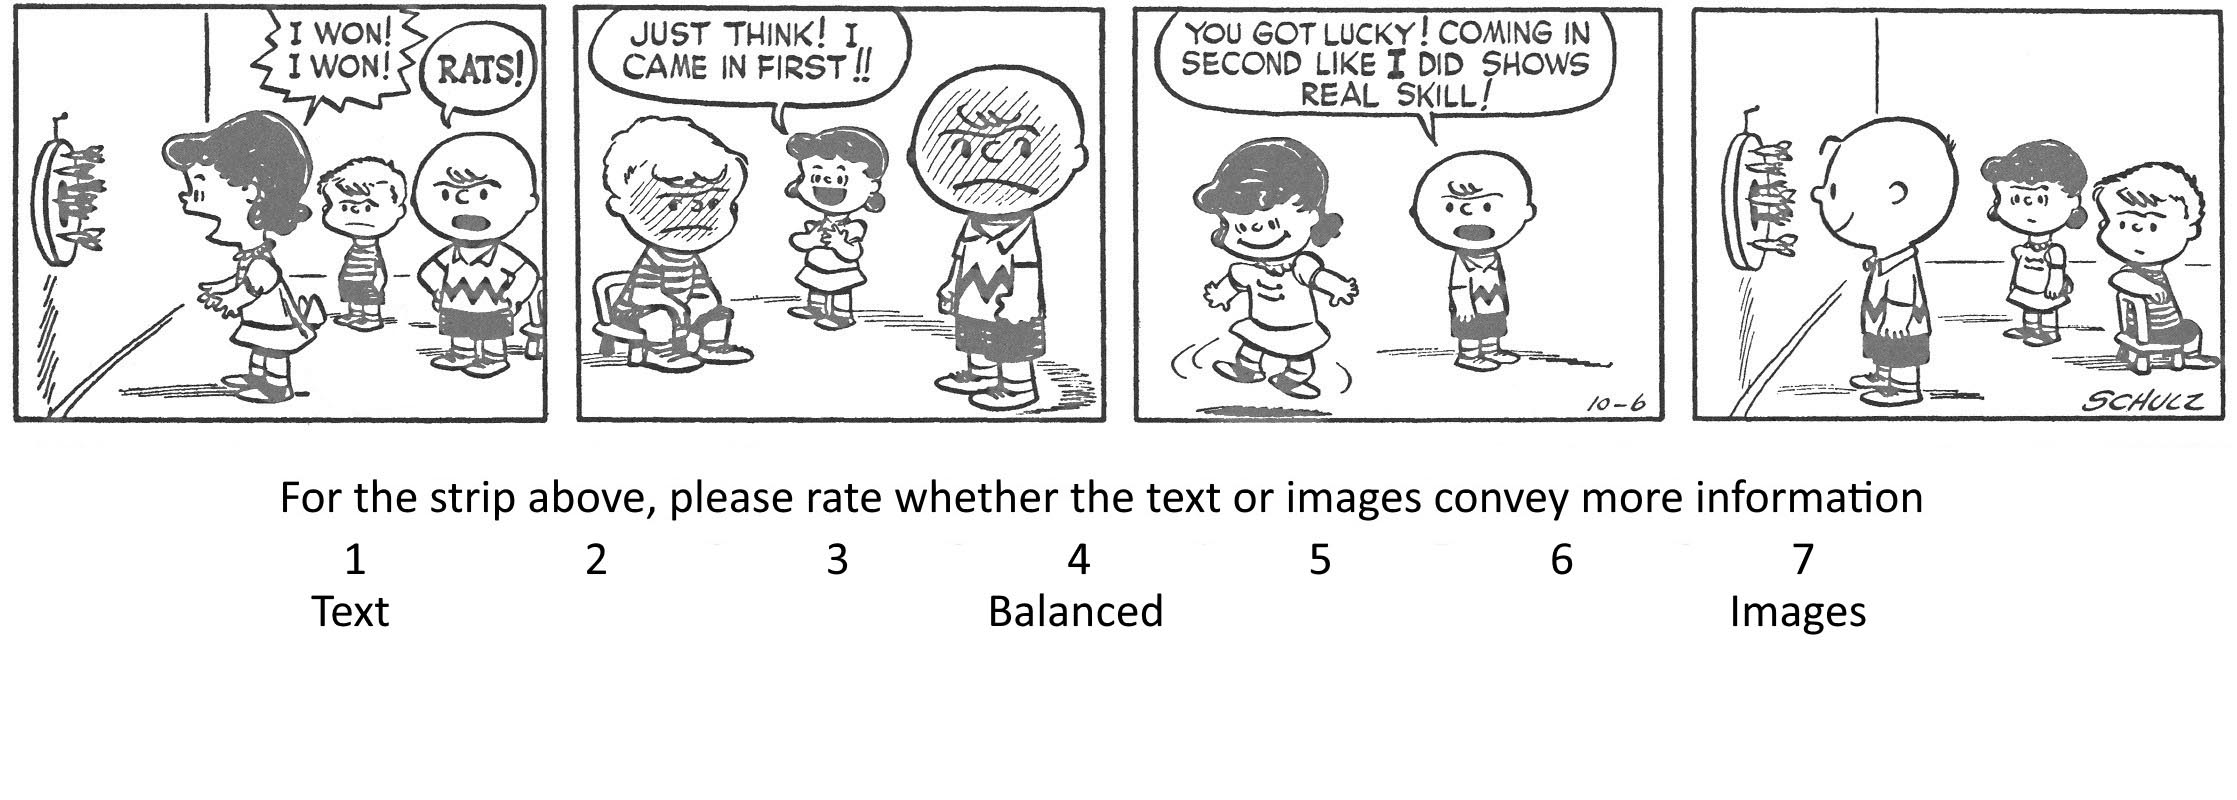 I WON!
I WON!
RATS!
JUST THINK! I
CAME IN FIRST!!
YOU GOT LUCKY! COMING IN
SECOND LIKE I DID SHOWS
REAL SKILL!
10-6
SCHULZ
For the strip above, please rate whether the text or images convey more information
1 2 3 4 5 6 7
Text Balanced Images